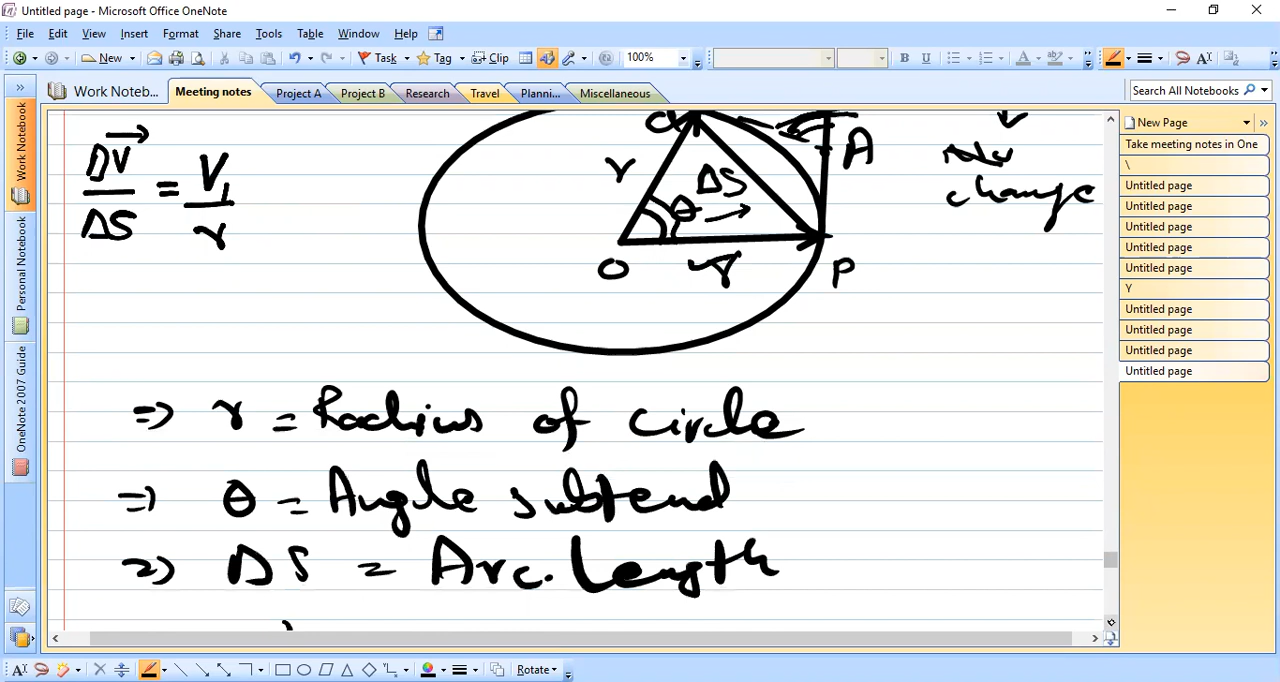 Untitled page - Microsoft Office OneNote
File Edit View Insert Format Share Tools Table Window Help
New Task Tag Clip 100% B U A ab A
Work Noteb... Meeting notes Project A Project B Research Travel Planni... Miscellaneous Search All Notebooks
New Page
Take meeting notes in One
\
Untitled page
Untitled page
Untitled page
Untitled page
Untitled page
Y
Untitled page
Untitled page
Untitled page
Untitled page
Work Notebook
Personal Notebook
OneNote 2007 Guide
ΔV / ΔS = V⊥ / r
A
r ΔS
θ
change
O r P
=> r = Radius of circle
=> θ = Angle subtend
=> ΔS = Arc. Length
Rotate